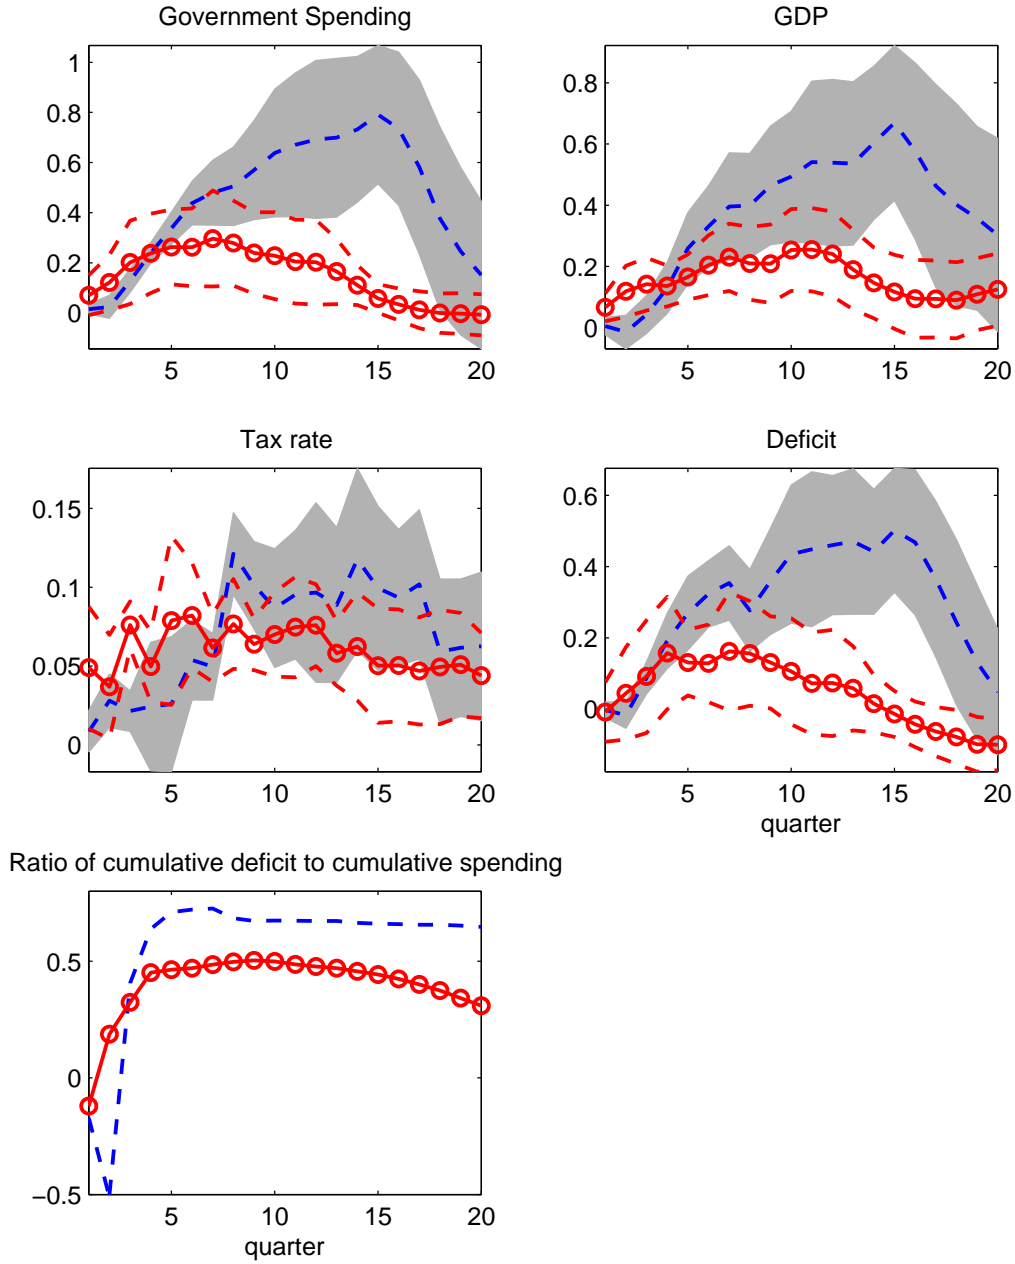 Government Spending
GDP
1
0.8
0.6
0.4
0.2
0
5 10 15 20
0.8
0.6
0.4
0.2
0
5 10 15 20
Tax rate
Deficit
0.15
0.1
0.05
0
5 10 15 20
0.6
0.4
0.2
0
5 10 15 20
quarter
Ratio of cumulative deficit to cumulative spending
0.5
0
−0.5
5 10 15 20
quarter